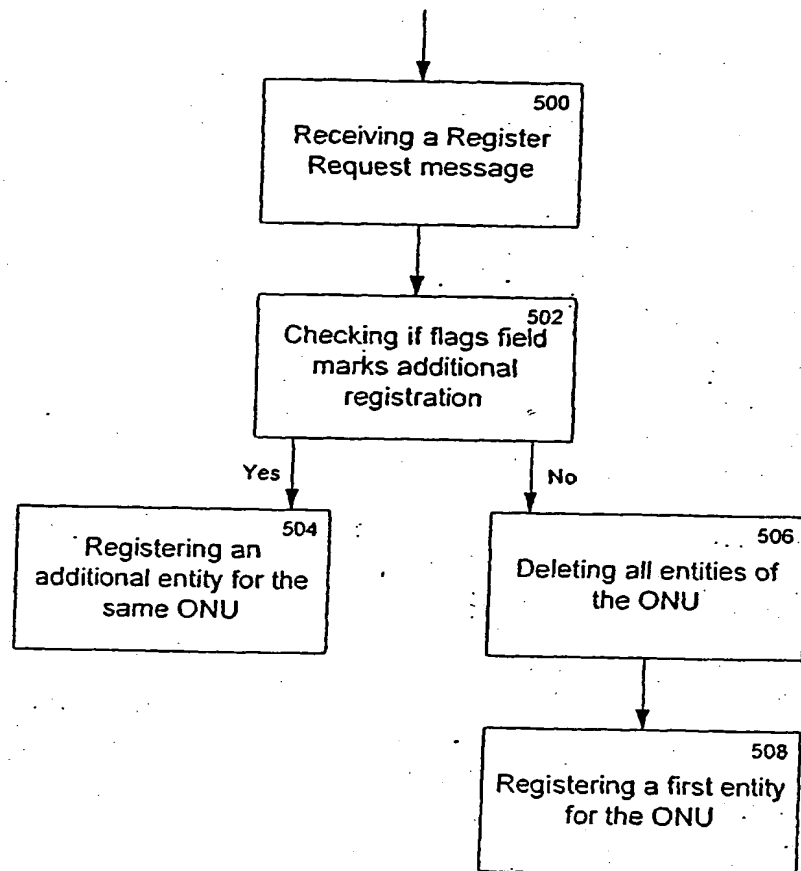 500
Receiving a Register
Request message
502
Checking if flags field
marks additional
registration
Yes
No
504
Registering an
additional entity for the
same ONU
506
Deleting all entities of
the ONU
508
Registering a first entity
for the ONU